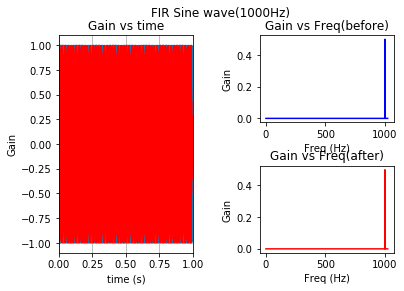 FIR Sine wave(1000Hz)
Gain vs time
1.00
0.75
0.50
0.25
0.00
−0.25
−0.50
−0.75
−1.00
Gain
0.00 0.25 0.50 0.75 1.00
time (s)
Gain vs Freq(before)
0.4
0.2
0.0
Gain
0 500 1000
Freq (Hz)
Gain vs Freq(after)
0.4
0.2
0.0
Gain
0 500 1000
Freq (Hz)